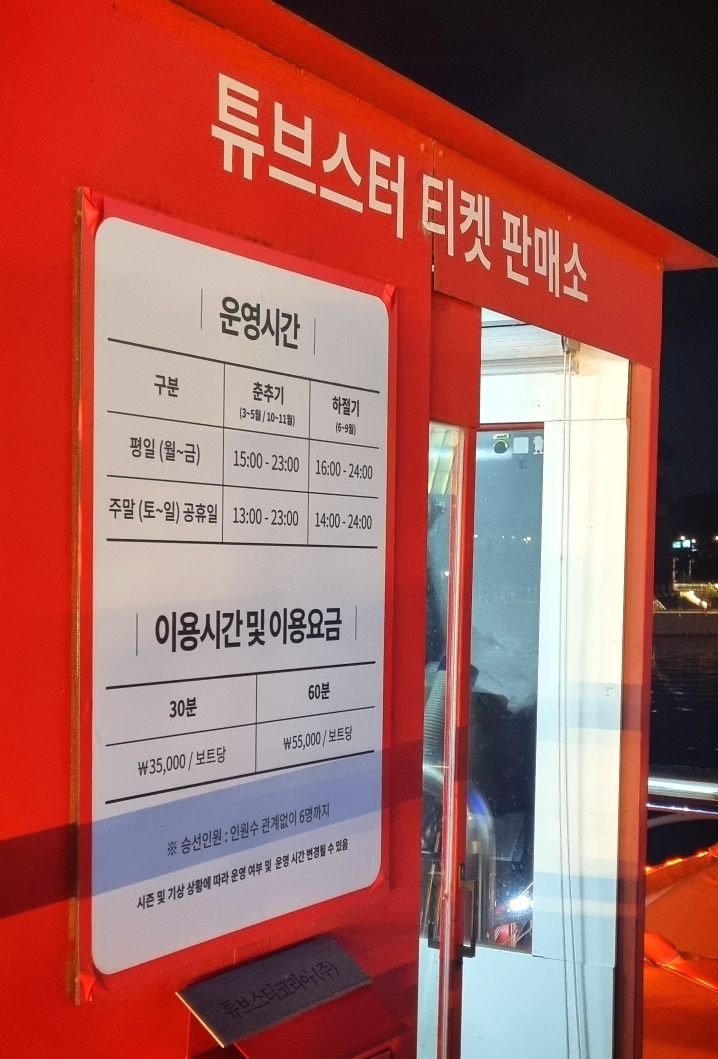 튜브스터 티켓 판매소
운영시간
구분 춘추기 하절기
(3~5월 / 10~11월) (6~9월)
평일 (월~금) 15:00 - 23:00 16:00 - 24:00
주말 (토~일) 공휴일 13:00 - 23:00 14:00 - 24:00
이용시간 및 이용요금
30분 60분
₩35,000 / 보트당 ₩55,000 / 보트당
※ 승선인원 : 인원수 관계없이 6명까지
시즌 및 기상 상황에 따라 운영 여부 및 운영 시간 변경될 수 있음
튜브스터코리아(주)